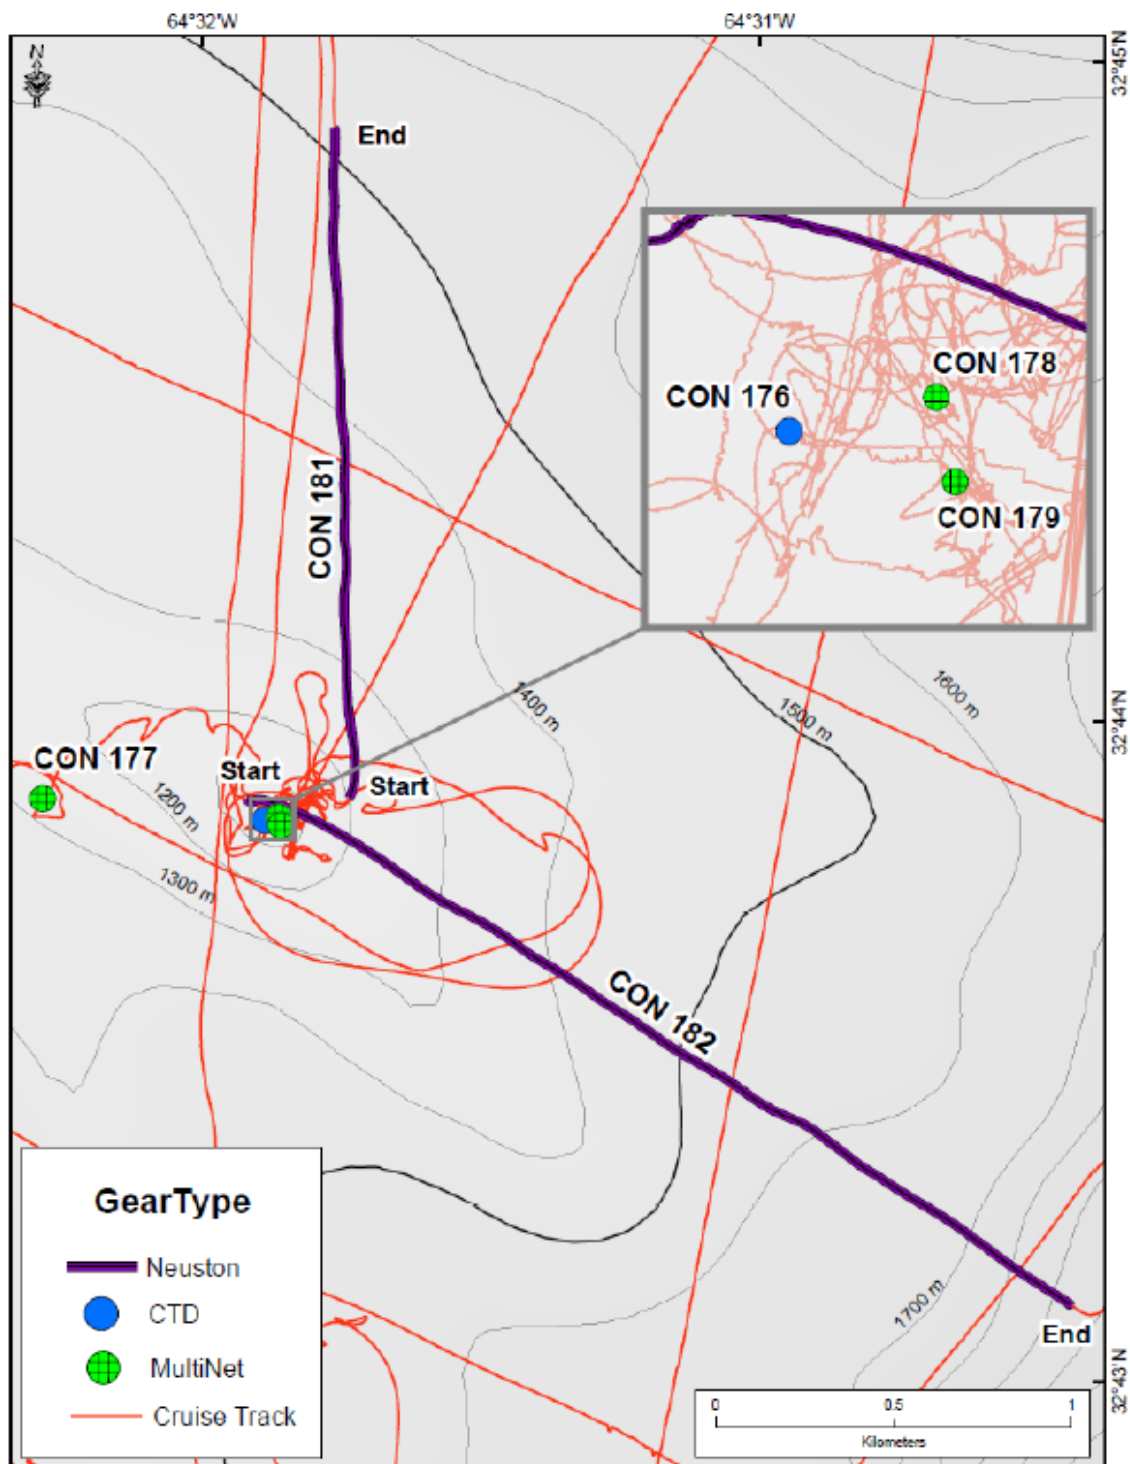 64°32'W
64°31'W
N
32°45'N
End
CON 178
CON 176
CON 179
CON 181
1600 m
1400 m
1500 m
32°44'N
CON 177
Start
Start
1200 m
1300 m
CON 182
GearType
Neuston
CTD
MultiNet
Cruise Track
1700 m
End
32°43'N
0 0.5 1
Kilometers